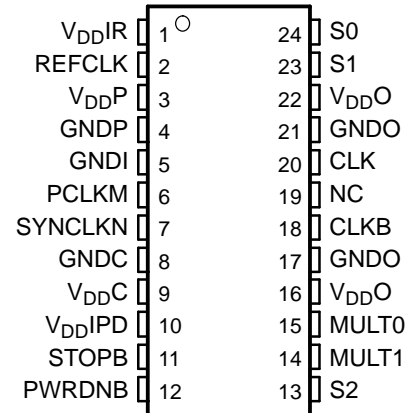 VDDIR 1 24 S0
REFCLK 2 23 S1
VDDP 3 22 VDDO
GNDP 4 21 GNDO
GNDI 5 20 CLK
PCLKM 6 19 NC
SYNCLKN 7 18 CLKB
GNDC 8 17 GNDO
VDDC 9 16 VDDO
VDDIPD 10 15 MULT0
STOPB 11 14 MULT1
PWRDNB 12 13 S2